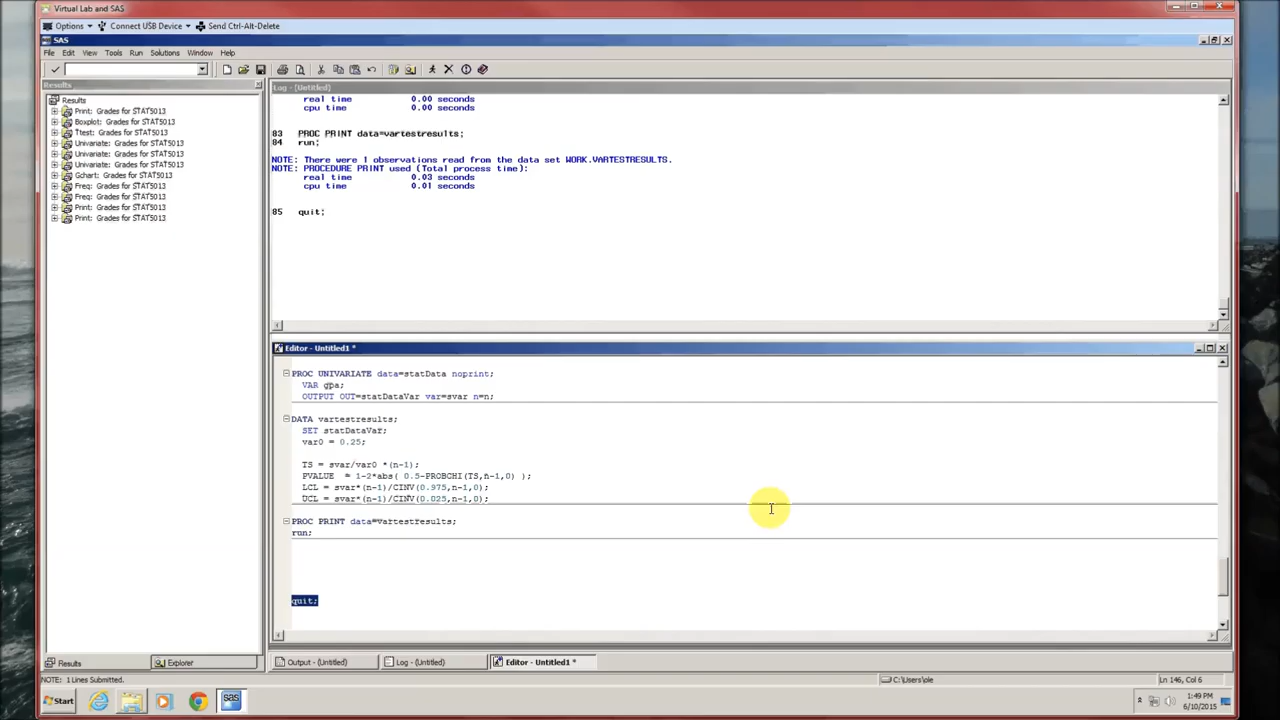 Virtual Lab and SAS
Options Connect USB Device Send Ctrl-Alt-Delete
SAS
File Edit View Tools Run Solutions Window Help
Results
Results
Print: Grades for STAT5013
Boxplot: Grades for STAT5013
Ttest: Grades for STAT5013
Univariate: Grades for STAT5013
Univariate: Grades for STAT5013
Univariate: Grades for STAT5013
Gchart: Grades for STAT5013
Freq: Grades for STAT5013
Freq: Grades for STAT5013
Print: Grades for STAT5013
Print: Grades for STAT5013
Log - (Untitled)
real time 0.00 seconds
cpu time 0.00 seconds
83 PROC PRINT data=vartestresults;
84 run;
NOTE: There were 1 observations read from the data set WORK.VARTESTRESULTS.
NOTE: PROCEDURE PRINT used (Total process time):
real time 0.03 seconds
cpu time 0.01 seconds
85 quit;
Editor - Untitled1 *
PROC UNIVARIATE data=statData noprint;
VAR gpa;
OUTPUT OUT=statDataVar var=svar n=n;
DATA vartestresults;
SET statDataVar;
var0 = 0.25;
TS = svar/var0 *(n-1);
PVALUE = 1-2*abs( 0.5-PROBCHI(TS,n-1,0) );
LCL = svar*(n-1)/CINV(0.975,n-1,0);
UCL = svar*(n-1)/CINV(0.025,n-1,0);
PROC PRINT data=vartestresults;
run;
quit;
Results Explorer
Output - (Untitled) Log - (Untitled) Editor - Untitled1 *
NOTE: 1 Lines Submitted. C:\Users\ple Ln 146, Col 6
Start sas 1:49 PM
6/10/2015